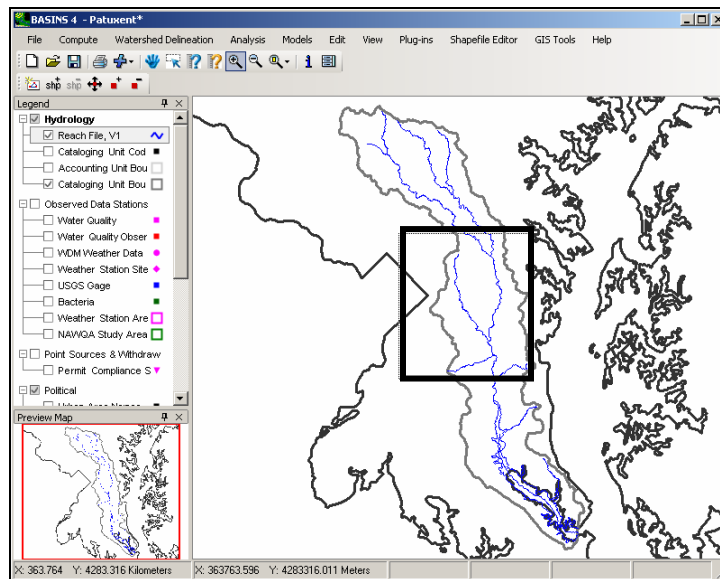 BASINS 4 - Patuxent*
File Compute Watershed Delineation Analysis Models Edit View Plug-ins Shapefile Editor GIS Tools Help
shp shp
Legend
Hydrology
Reach File, V1
Cataloging Unit Cod
Accounting Unit Bou
Cataloging Unit Bou
Observed Data Stations
Water Quality
Water Quality Obser
WDM Weather Data
Weather Station Site
USGS Gage
Bacteria
Weather Station Are
NAWQA Study Area
Point Sources & Withdraw
Permit Compliance S
Political
Preview Map
X: 363.764 Y: 4283.316 Kilometers X: 363763.596 Y: 4283316.011 Meters